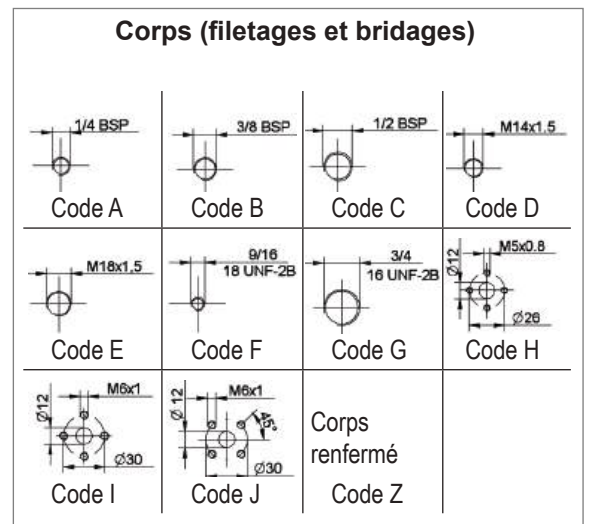 Corps (filetages et bridages)
1/4 BSP
Code A
3/8 BSP
Code B
1/2 BSP
Code C
M14x1.5
Code D
M18x1,5
Code E
9/16
18 UNF-2B
Code F
3/4
16 UNF-2B
Code G
M5x0.8
Ø12
Ø26
Code H
M6x1
Ø12
Ø30
Code I
M6x1
Ø 12
45°
Ø30
Code J
Corps
renfermé
Code Z